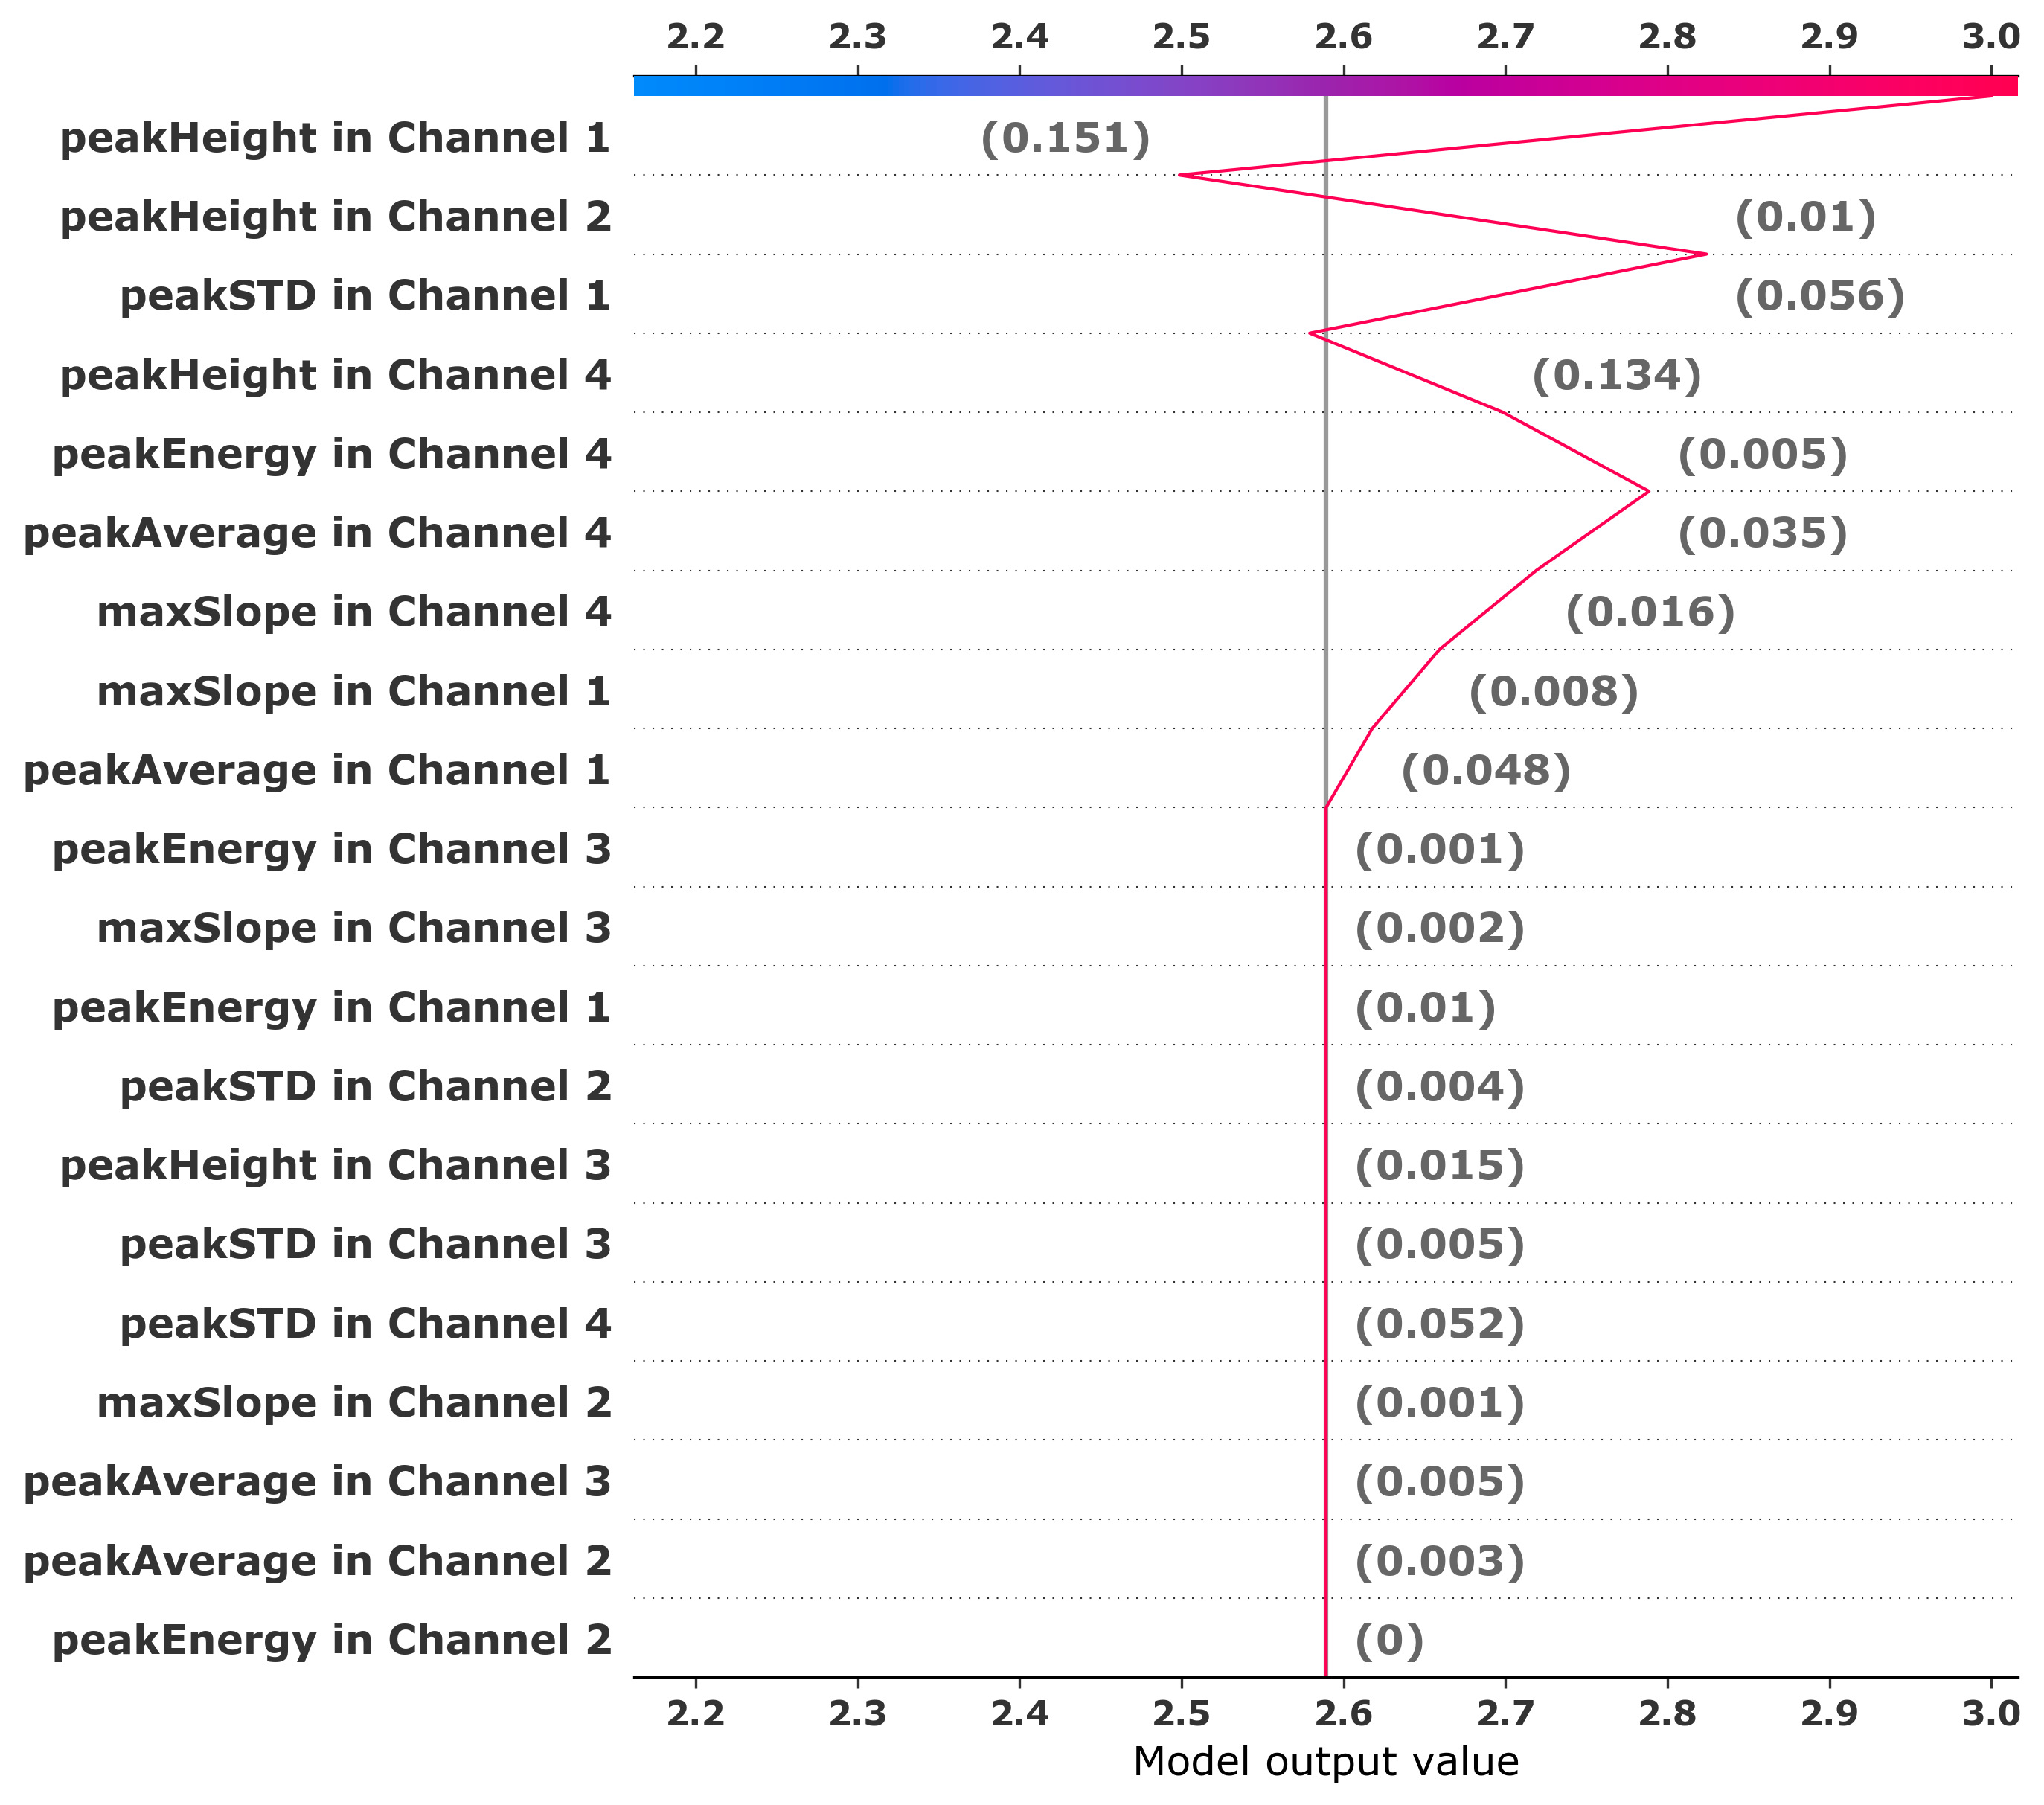 2.2 2.3 2.4 2.5 2.6 2.7 2.8 2.9 3.0
peakHeight in Channel 1 (0.151)
peakHeight in Channel 2 (0.01)
peakSTD in Channel 1 (0.056)
peakHeight in Channel 4 (0.134)
peakEnergy in Channel 4 (0.005)
peakAverage in Channel 4 (0.035)
maxSlope in Channel 4 (0.016)
maxSlope in Channel 1 (0.008)
peakAverage in Channel 1 (0.048)
peakEnergy in Channel 3 (0.001)
maxSlope in Channel 3 (0.002)
peakEnergy in Channel 1 (0.01)
peakSTD in Channel 2 (0.004)
peakHeight in Channel 3 (0.015)
peakSTD in Channel 3 (0.005)
peakSTD in Channel 4 (0.052)
maxSlope in Channel 2 (0.001)
peakAverage in Channel 3 (0.005)
peakAverage in Channel 2 (0.003)
peakEnergy in Channel 2 (0)
2.2 2.3 2.4 2.5 2.6 2.7 2.8 2.9 3.0
Model output value